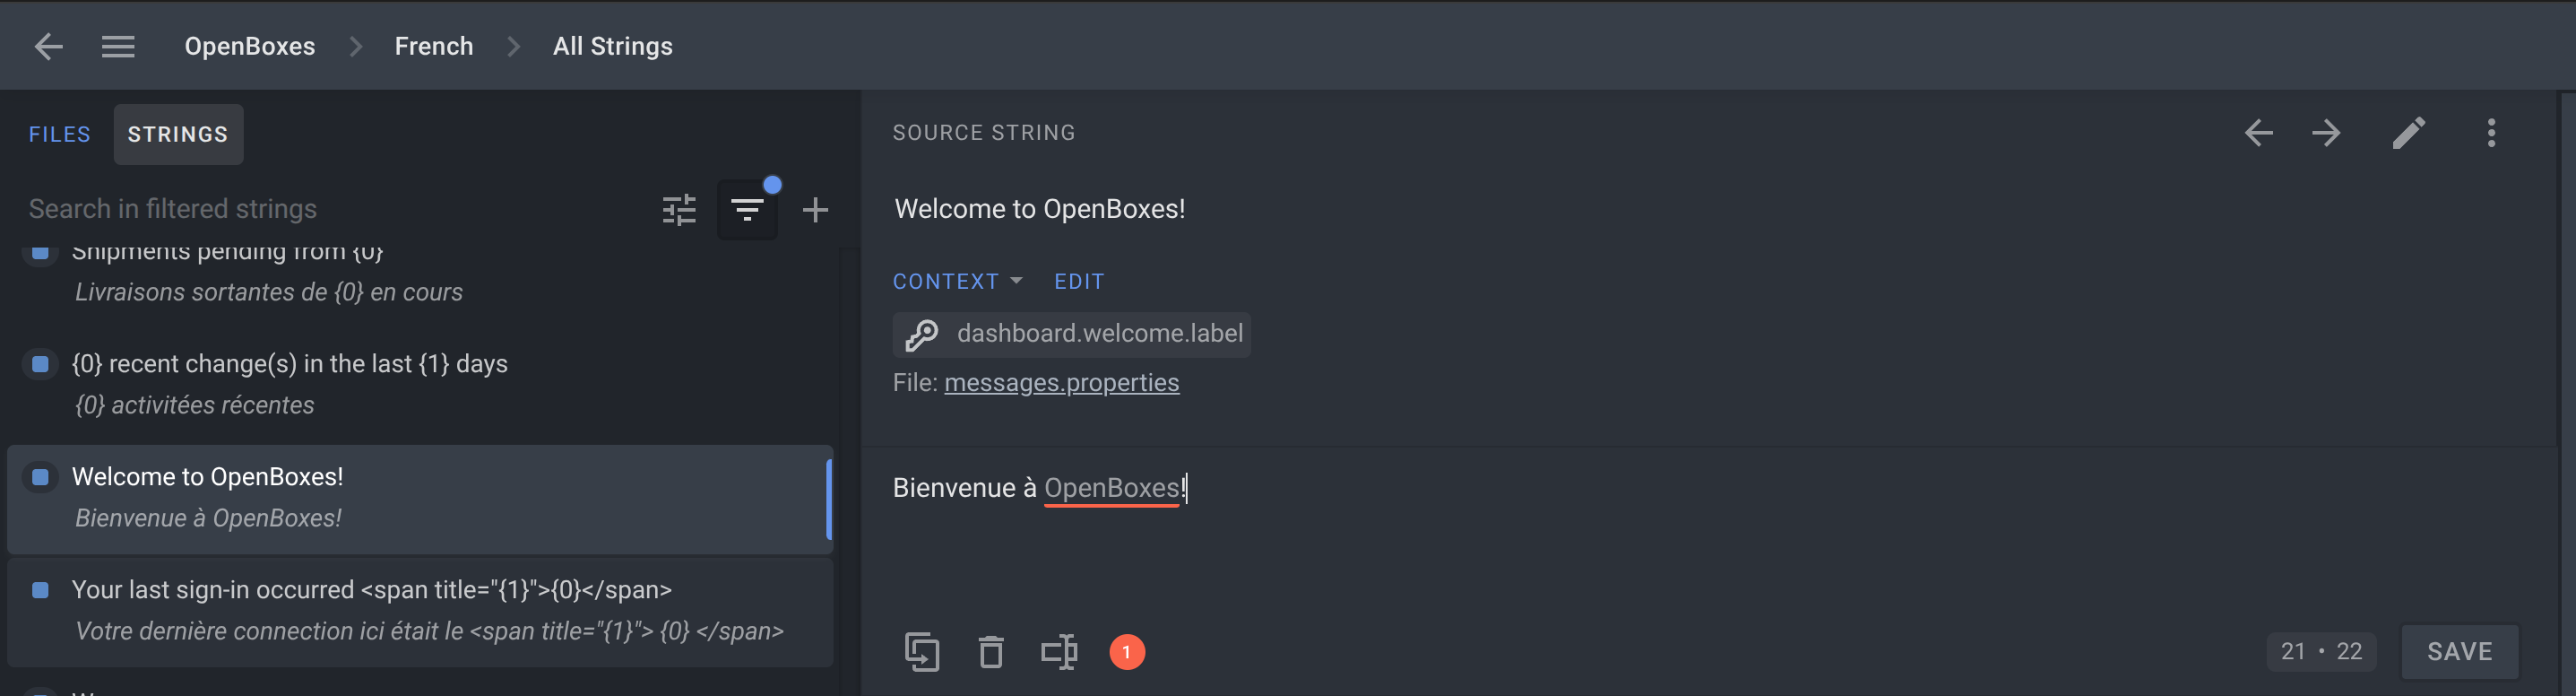 OpenBoxes > French > All Strings
FILES STRINGS
Search in filtered strings
Shipments pending from {0}
Livraisons sortantes de {0} en cours
{0} recent change(s) in the last {1} days
{0} activitées récentes
Welcome to OpenBoxes!
Bienvenue à OpenBoxes!
Your last sign-in occurred <span title="{1}">{0}</span>
Votre dernière connection ici était le <span title="{1}"> {0} </span>
SOURCE STRING
Welcome to OpenBoxes!
CONTEXT EDIT
dashboard.welcome.label
File: messages.properties
Bienvenue à OpenBoxes!
1
21 • 22
SAVE